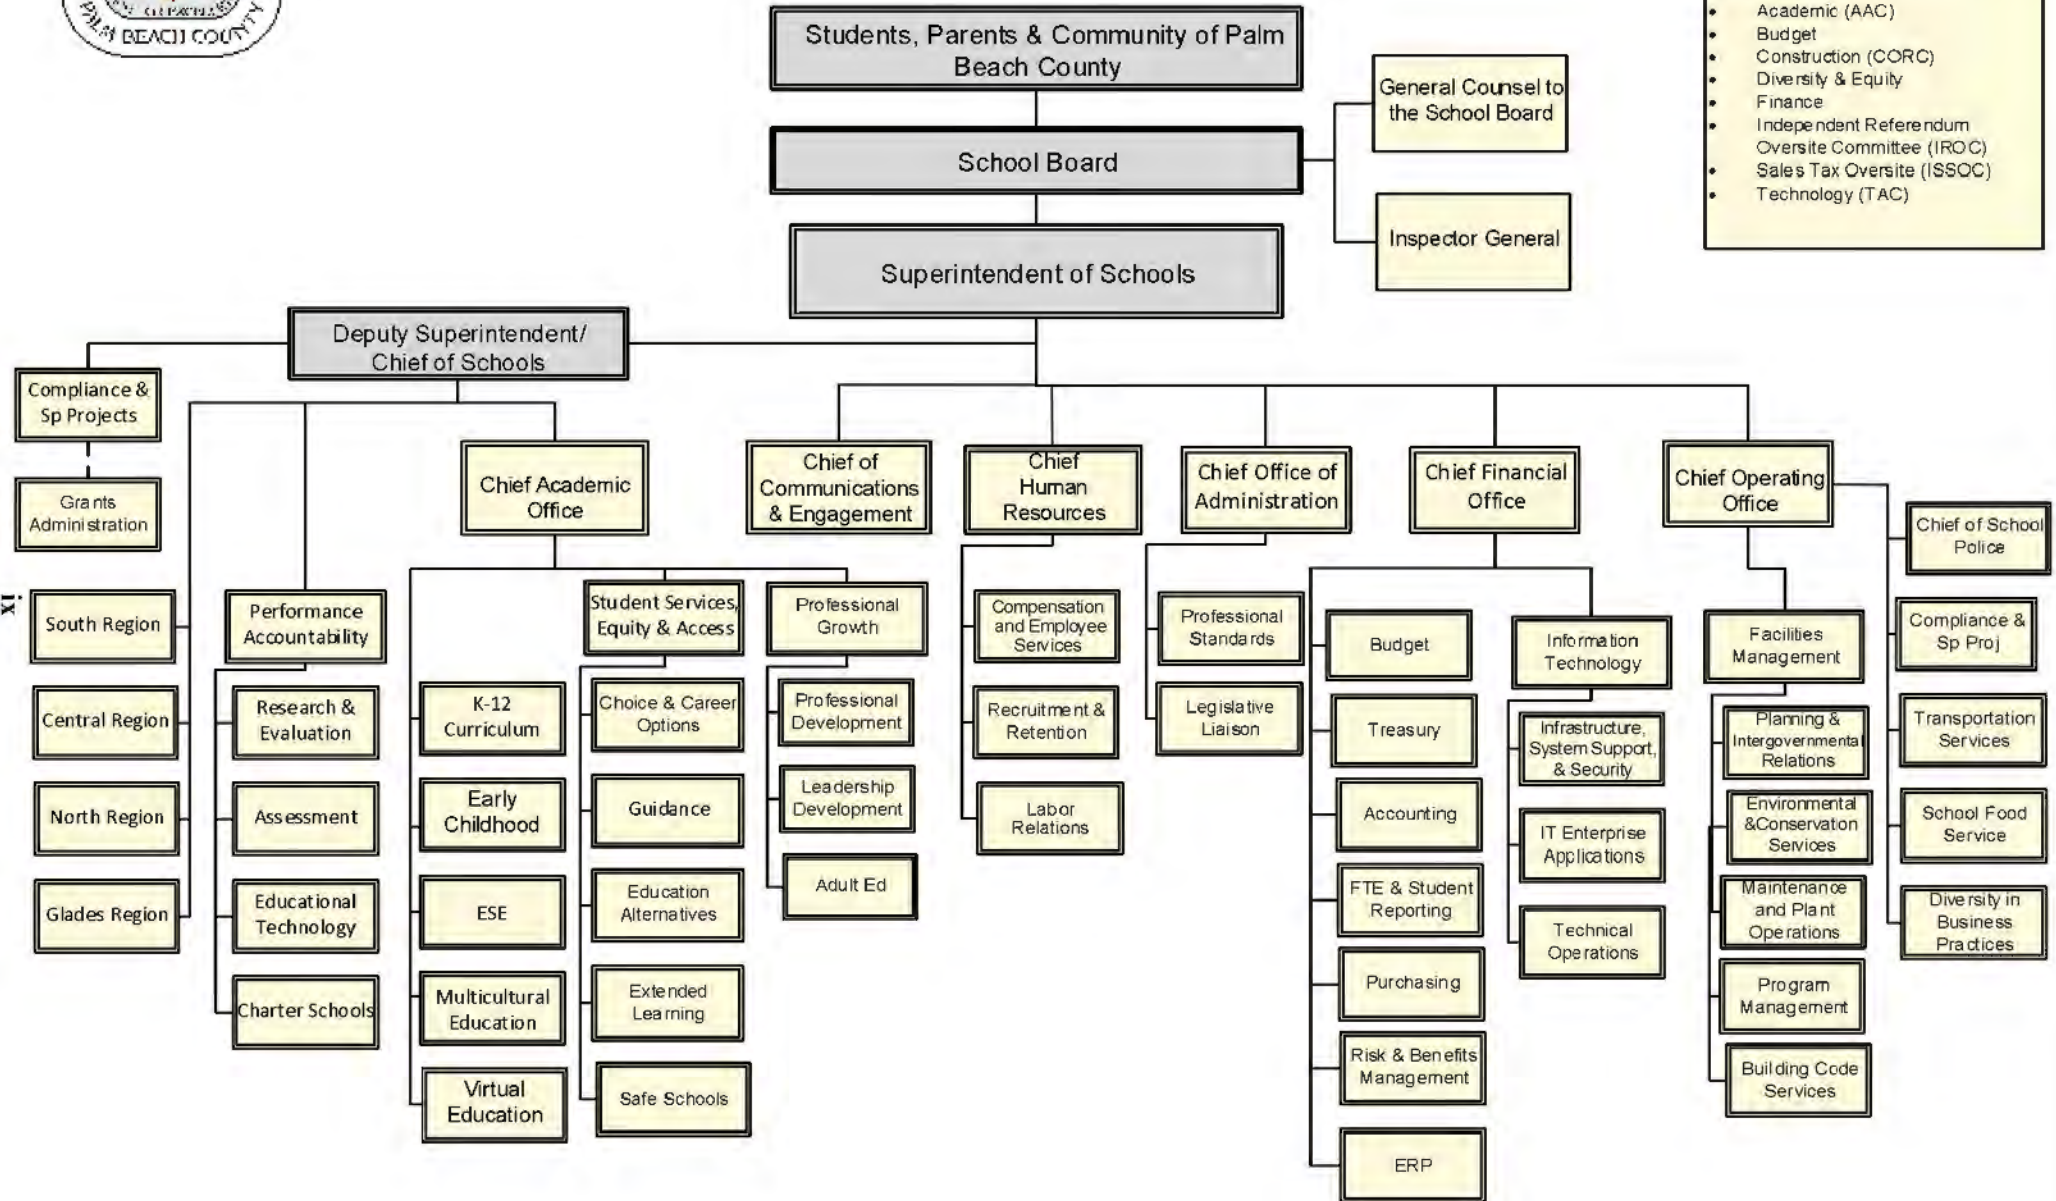 PALM BEACH COUNTY
Students, Parents & Community of Palm
Beach County
School Board
General Counsel to
the School Board
Inspector General
Academic (AAC)
Budget
Construction (CORC)
Diversity & Equity
Finance
Independent Referendum
Oversite Committee (IROC)
Sales Tax Oversite (ISSOC)
Technology (TAC)
Superintendent of Schools
Deputy Superintendent/
Chief of Schools
Compliance &
Sp Projects
Grants
Administration
ix
South Region
Central Region
North Region
Glades Region
Performance
Accountability
Research &
Evaluation
Assessment
Educational
Technology
Charter Schools
Chief Academic
Office
K-12
Curriculum
Early
Childhood
ESE
Multicultural
Education
Virtual
Education
Student Services,
Equity & Access
Choice & Career
Options
Guidance
Education
Alternatives
Extended
Learning
Safe Schools
Professional
Growth
Professional
Development
Leadership
Development
Adult Ed
Chief of
Communications
& Engagement
Chief
Human
Resources
Compensation
and Employee
Services
Recruitment &
Retention
Labor
Relations
Chief Office of
Administration
Professional
Standards
Legislative
Liaison
Chief Financial
Office
Budget
Treasury
Accounting
FTE & Student
Reporting
Purchasing
Risk & Benefits
Management
ERP
Information
Technology
Infrastructure,
System Support,
& Security
IT Enterprise
Applications
Technical
Operations
Chief Operating
Office
Facilities
Management
Planning &
Intergovernmental
Relations
Environmental
&Conservation
Services
Maintenance
and Plant
Operations
Program
Management
Building Code
Services
Chief of School
Police
Compliance &
Sp Proj
Transportation
Services
School Food
Service
Diversity in
Business
Practices